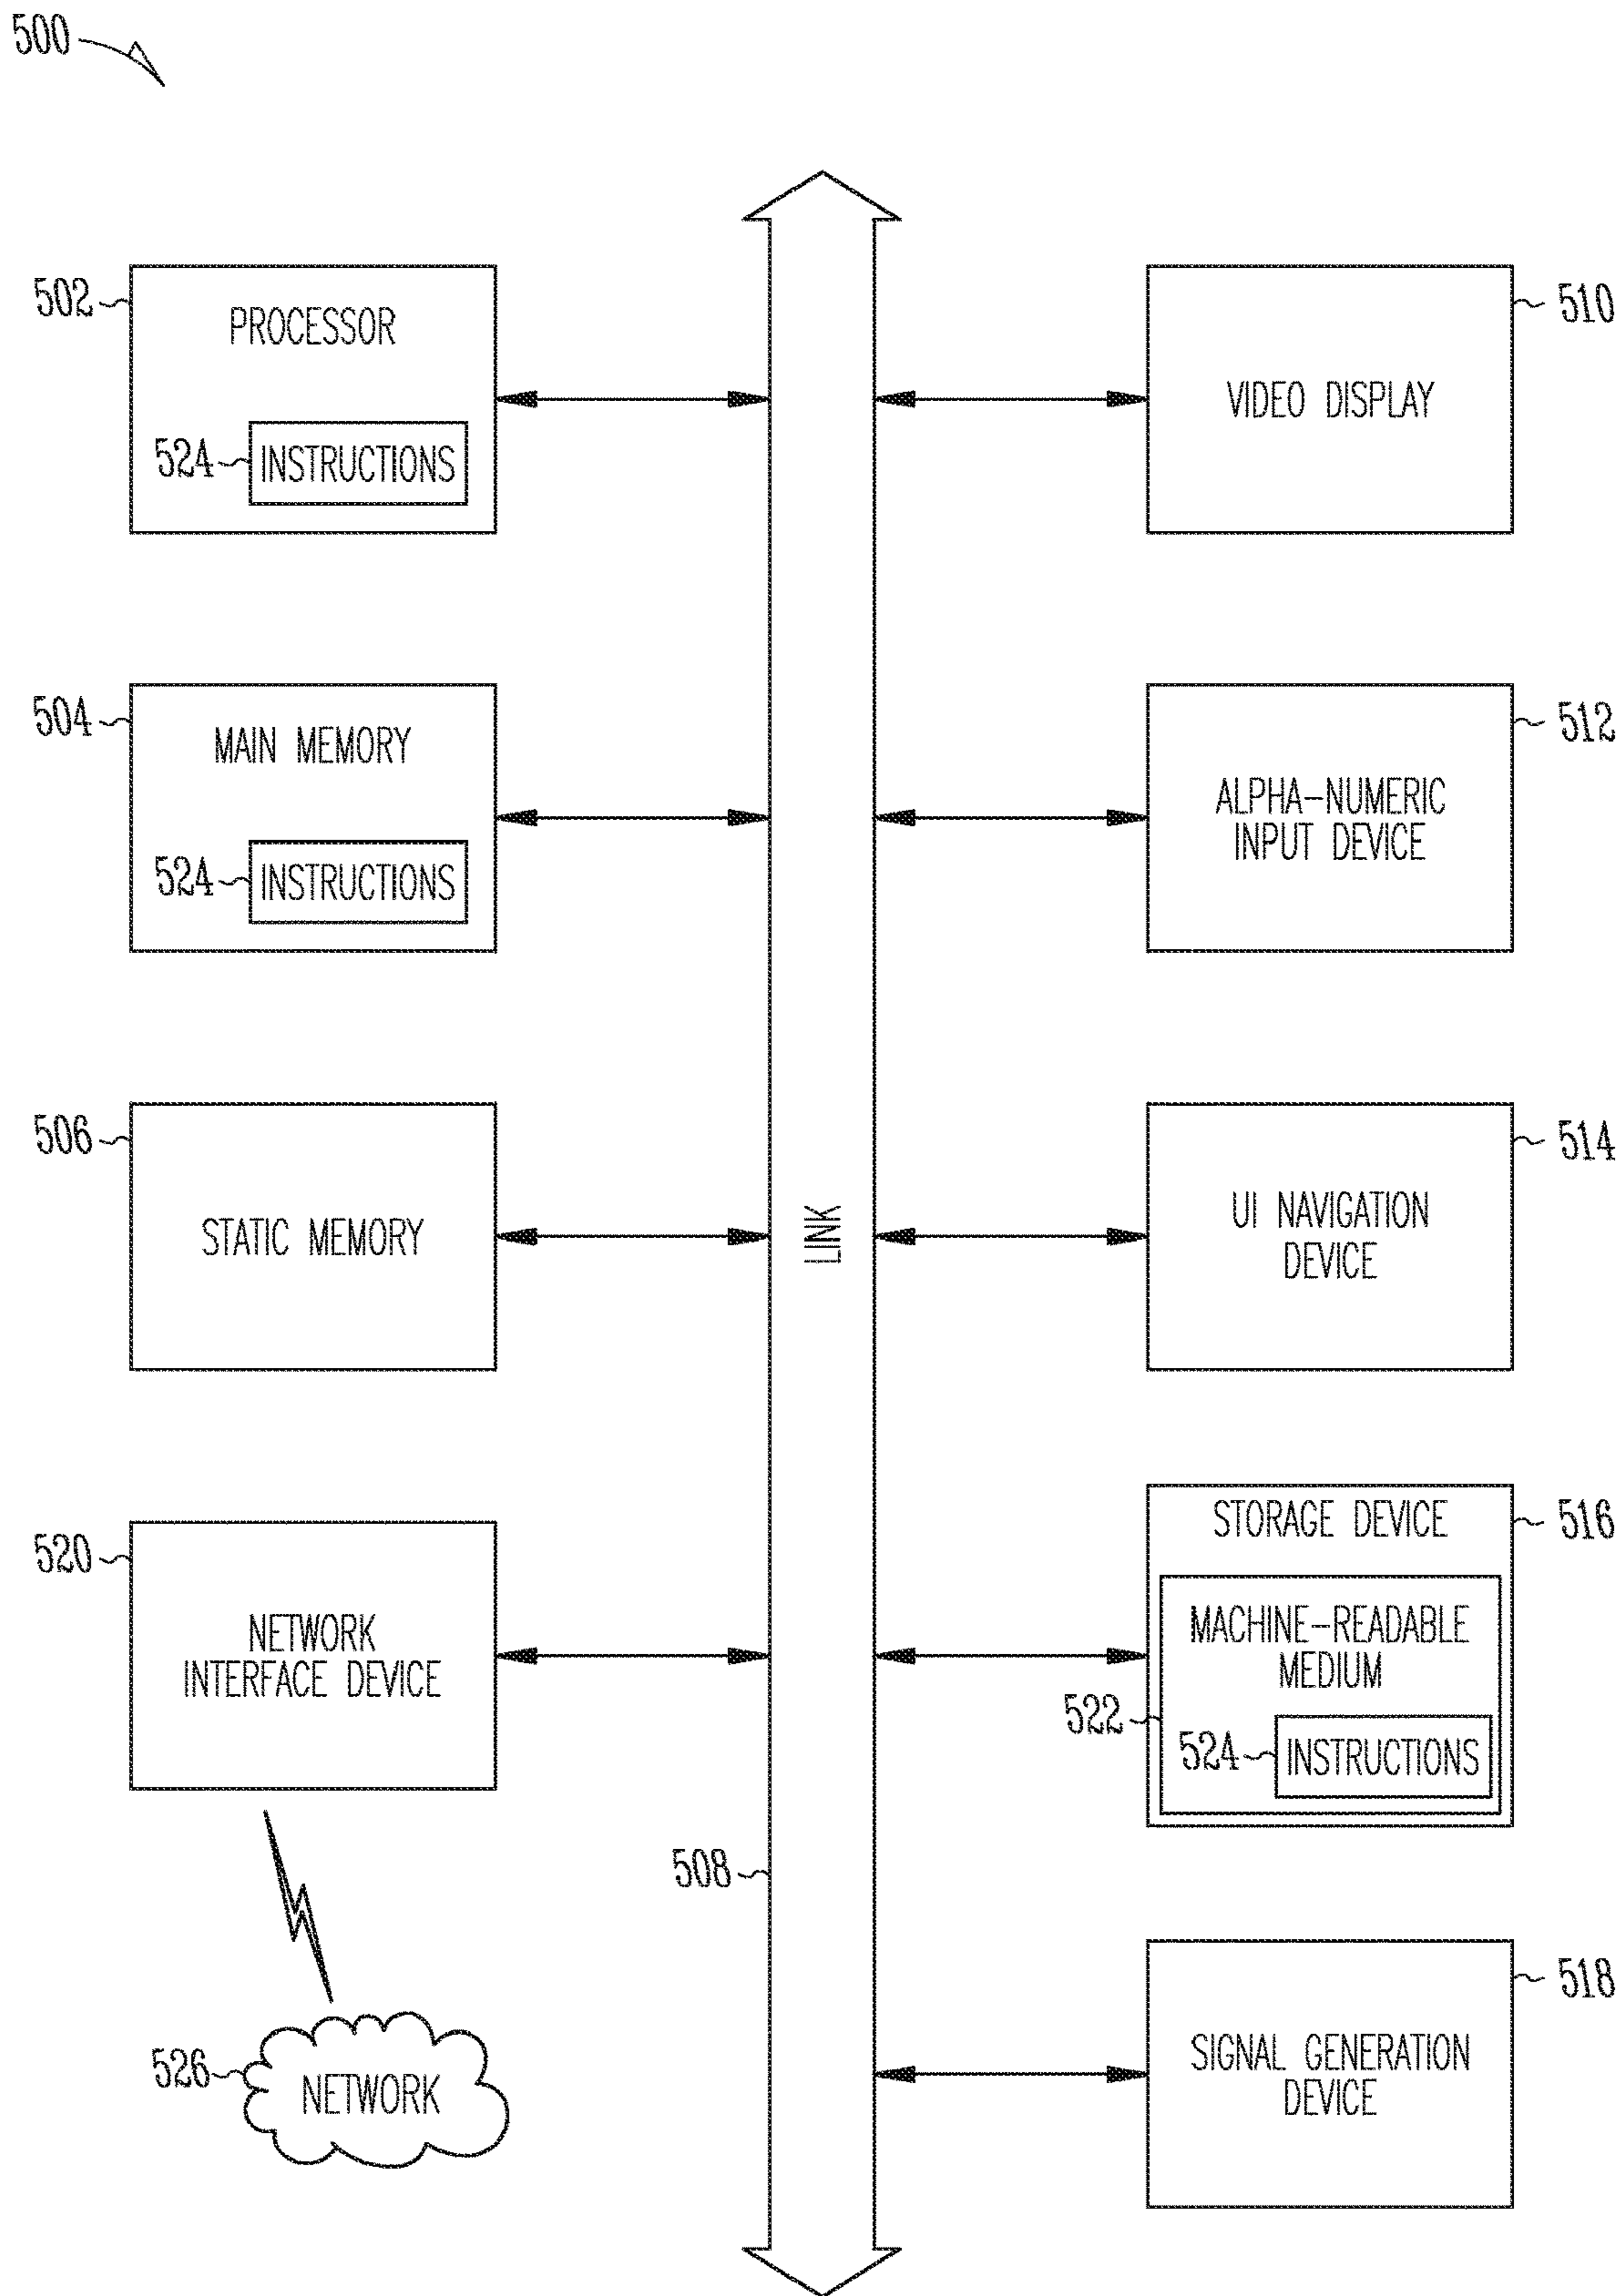 500
502
PROCESSOR
524
INSTRUCTIONS
504
MAIN MEMORY
524
INSTRUCTIONS
506
STATIC MEMORY
520
NETWORK
INTERFACE DEVICE
526
NETWORK
LINK
508
510
VIDEO DISPLAY
512
ALPHA-NUMERIC
INPUT DEVICE
514
UI NAVIGATION
DEVICE
516
STORAGE DEVICE
MACHINE-READABLE
MEDIUM
522
524
INSTRUCTIONS
518
SIGNAL GENERATION
DEVICE